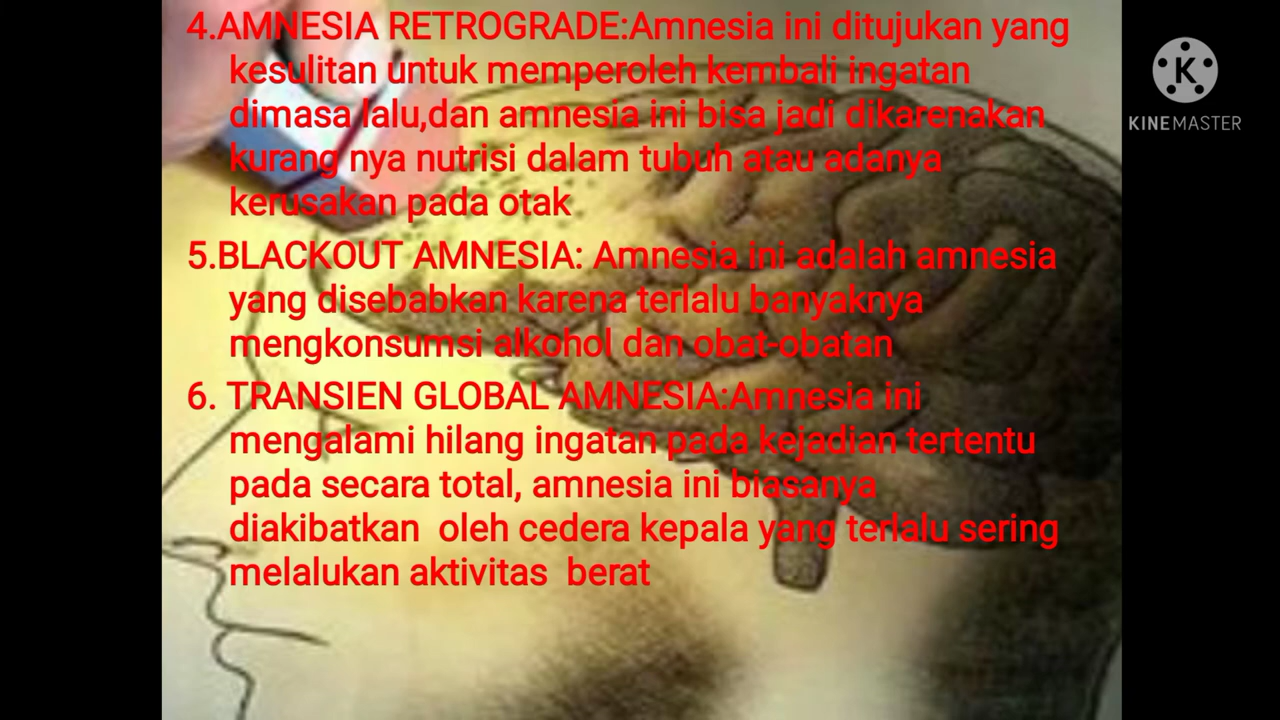 4.AMNESIA RETROGRADE:Amnesia ini ditujukan yang
kesulitan untuk memperoleh kembali ingatan
dimasa lalu,dan amnesia ini bisa jadi dikarenakan
kurang nya nutrisi dalam tubuh atau adanya
kerusakan pada otak
5.BLACKOUT AMNESIA: Amnesia ini adalah amnesia
yang disebabkan karena terlalu banyaknya
mengkonsumsi alkohol dan obat-obatan
6. TRANSIEN GLOBAL AMNESIA:Amnesia ini
mengalami hilang ingatan pada kejadian tertentu
pada secara total, amnesia ini biasanya
diakibatkan  oleh cedera kepala yang terlalu sering
melalukan aktivitas  berat
K
KINEMASTER